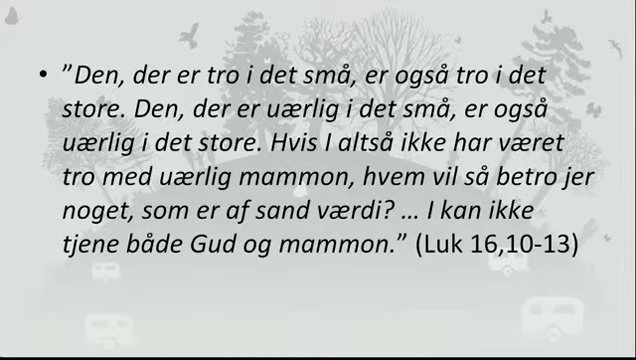 • "Den, der er tro i det små, er også tro i det
store. Den, der er uærlig i det små, er også
uærlig i det store. Hvis I altså ikke har været
tro med uærlig mammon, hvem vil så betro jer
noget, som er af sand værdi? … I kan ikke
tjene både Gud og mammon." (Luk 16,10-13)